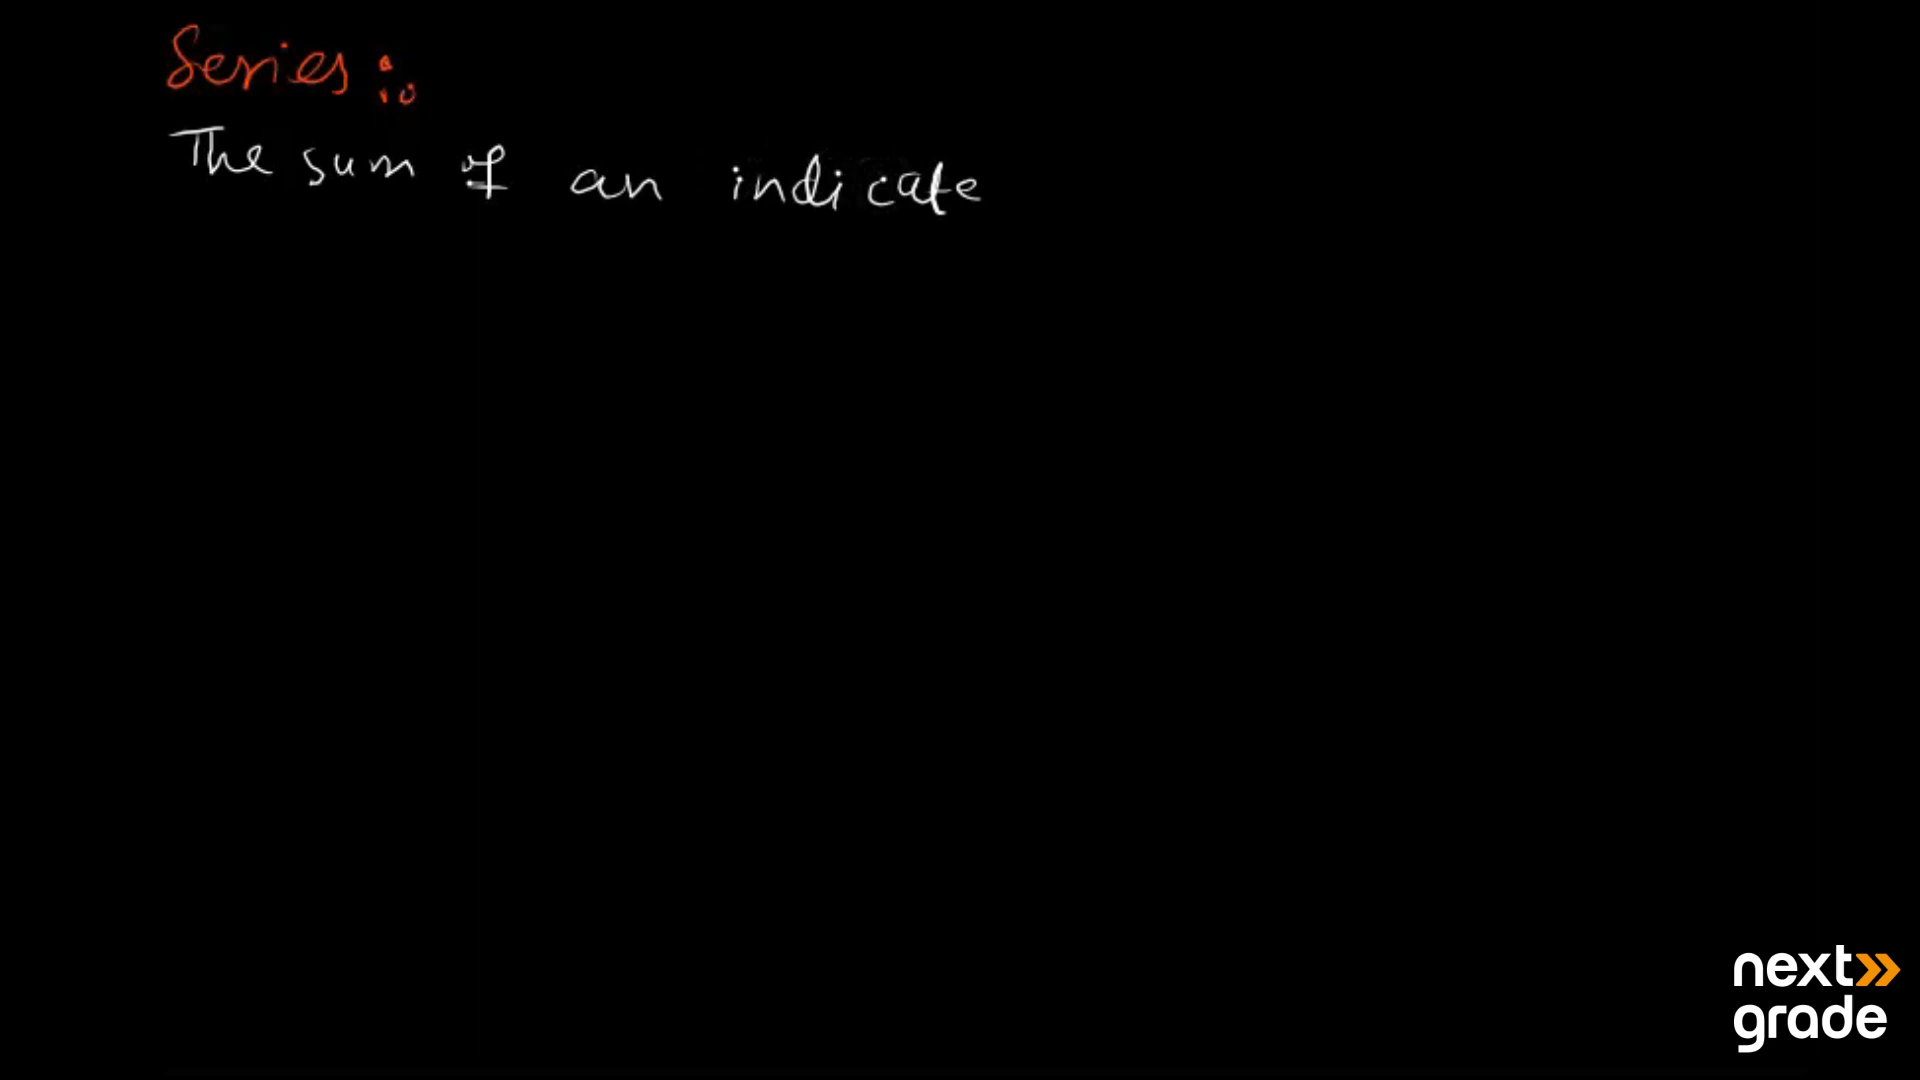 Series :.
The sum of an indicate
next
grade